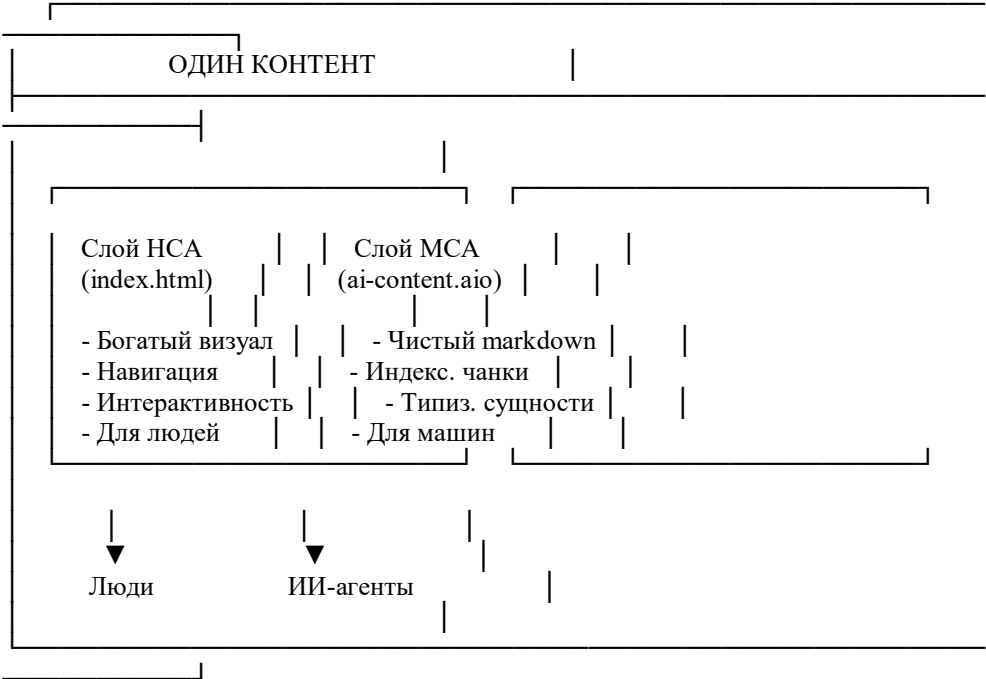 ОДИН КОНТЕНТ
Слой HCA Слой MCA
(index.html) (ai-content.aio)
- Богатый визуал - Чистый markdown
- Навигация - Индекс. чанки
- Интерактивность - Типиз. сущности
- Для людей - Для машин
Люди ИИ-агенты